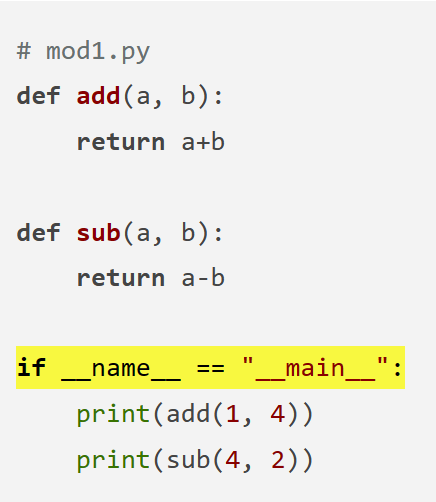 # mod1.py
def add(a, b):
    return a+b

def sub(a, b):
    return a-b

if __name__ == "__main__":
    print(add(1, 4))
    print(sub(4, 2))